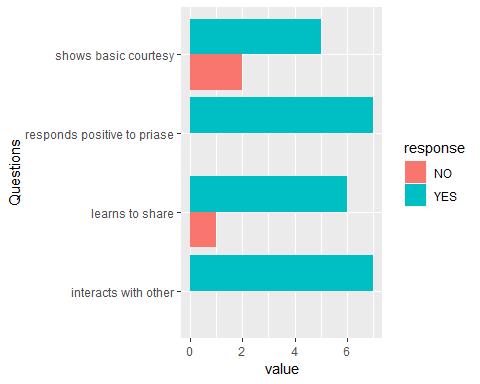 shows basic courtesy
responds positive to priase
learns to share
interacts with other
Questions
0 2 4 6
value
response
NO
YES